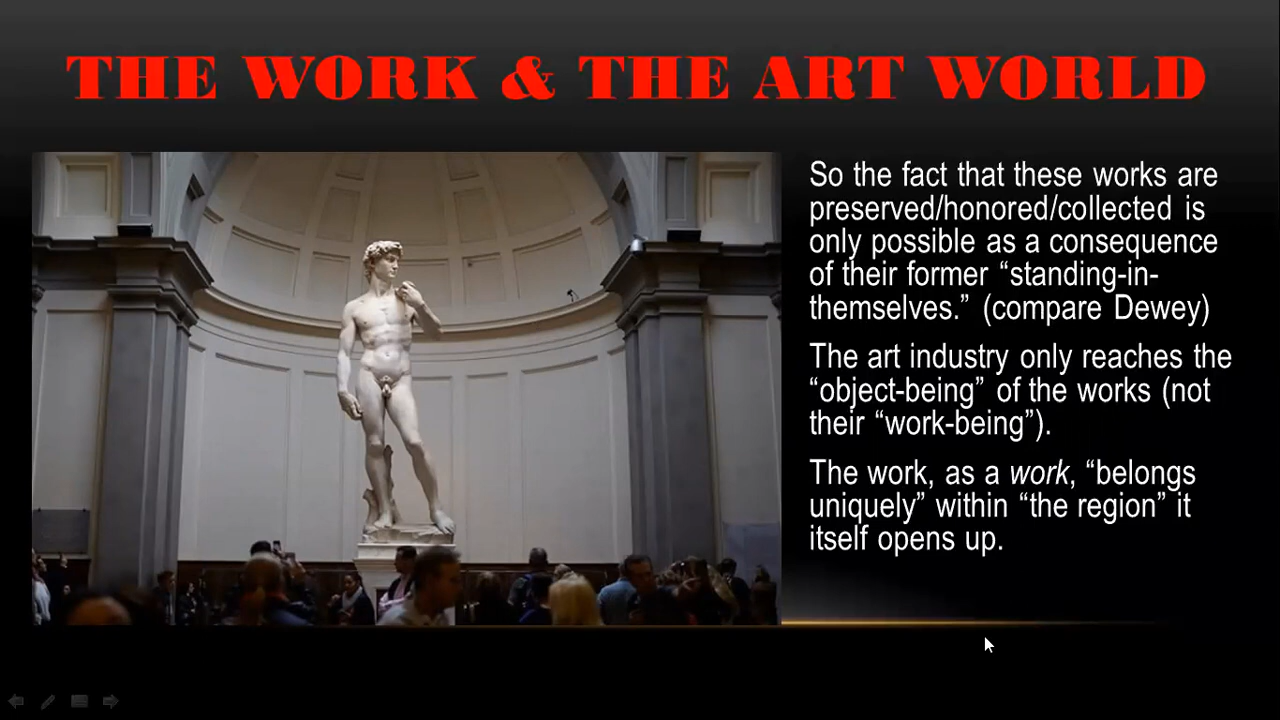 THE WORK & THE ART WORLD
So the fact that these works are
preserved/honored/collected is
only possible as a consequence
of their former “standing-in-
themselves.” (compare Dewey)
The art industry only reaches the
“object-being” of the works (not
their “work-being”).
The work, as a work, “belongs
uniquely” within “the region” it
itself opens up.